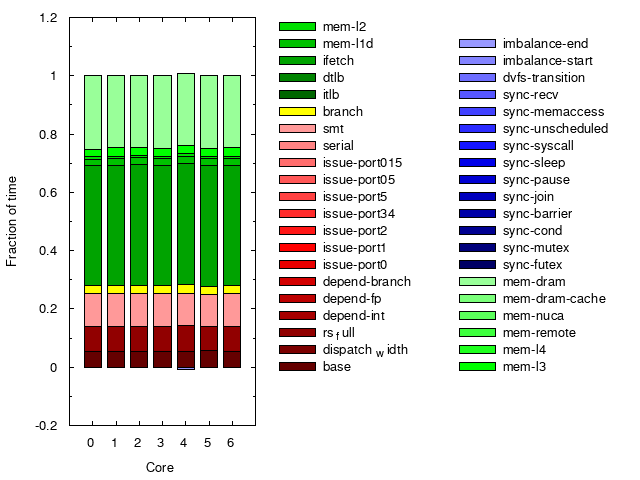 1.2
1
0.8
0.6
0.4
0.2
0
-0.2
Fraction of time
0 1 2 3 4 5 6
Core
mem-l2
mem-l1d
ifetch
dtlb
itlb
branch
smt
serial
issue-port015
issue-port05
issue-port5
issue-port34
issue-port2
issue-port1
issue-port0
depend-branch
depend-fp
depend-int
rs f ull
dispatch w idth
base
imbalance-end
imbalance-start
dvfs-transition
sync-recv
sync-memaccess
sync-unscheduled
sync-syscall
sync-sleep
sync-pause
sync-join
sync-barrier
sync-cond
sync-mutex
sync-futex
mem-dram
mem-dram-cache
mem-nuca
mem-remote
mem-l4
mem-l3